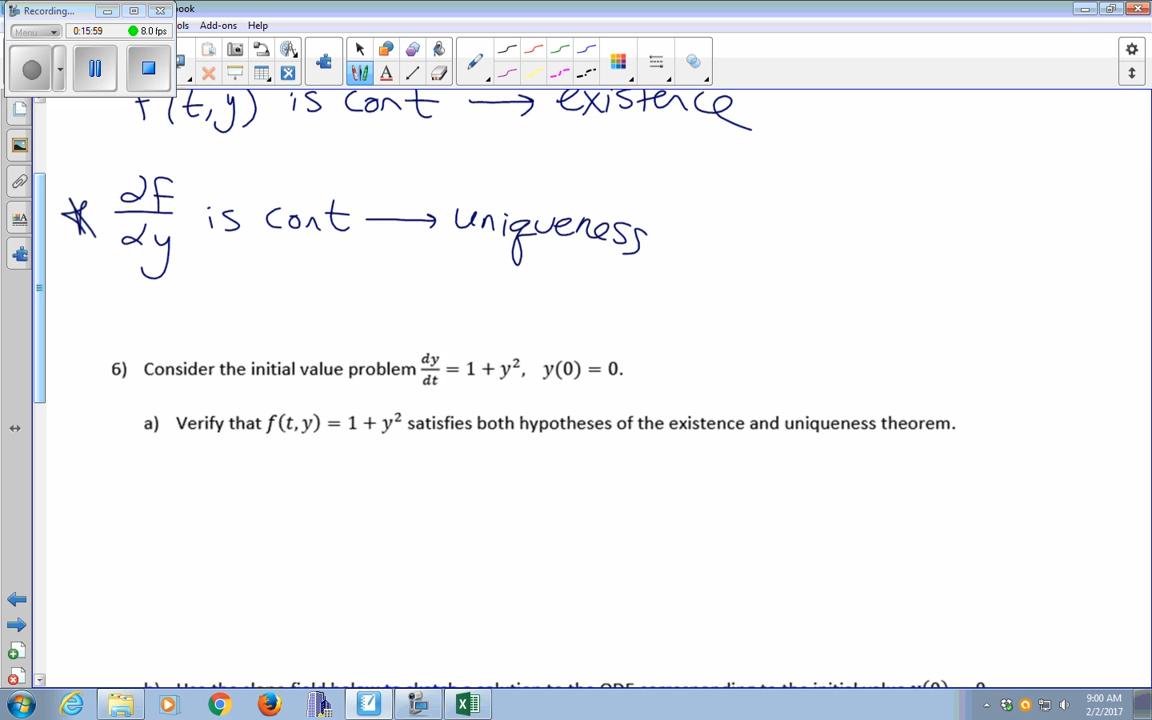 Recording...
book
Menu
0:15:59
8.0 fps
ols Add-ons Help
f(t,y) is cont → existence
* ∂f/∂y is cont → uniqueness
6) Consider the initial value problem dy/dt = 1 + y², y(0) = 0.
a) Verify that f(t, y) = 1 + y² satisfies both hypotheses of the existence and uniqueness theorem.
9:00 AM
2/2/2017